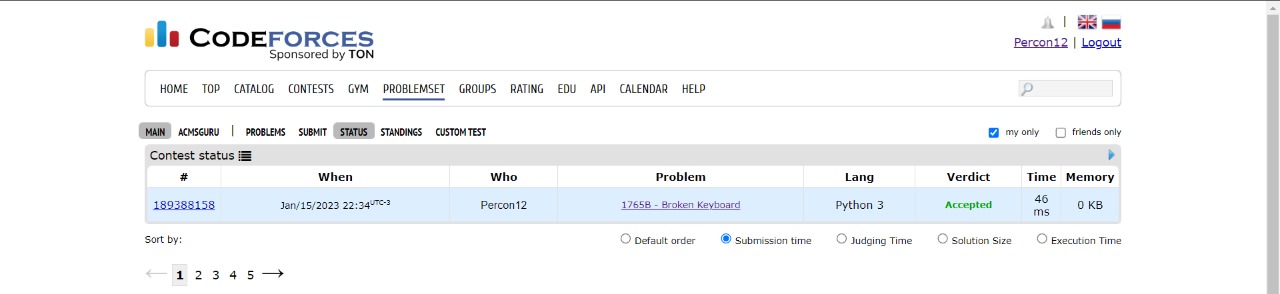 CODEFORCES
Sponsored by TON
|
Percon12 | Logout
HOME TOP CATALOG CONTESTS GYM PROBLEMSET GROUPS RATING EDU API CALENDAR HELP
MAIN ACMSGURU | PROBLEMS SUBMIT STATUS STANDINGS CUSTOM TEST my only friends only
Contest status
# When Who Problem Lang Verdict Time Memory
189388158 Jan/15/2023 22:34UTC-3 Percon12 1765B - Broken Keyboard Python 3 Accepted 46 ms 0 KB
Sort by: Default order Submission time Judging Time Solution Size Execution Time
← 1 2 3 4 5 →